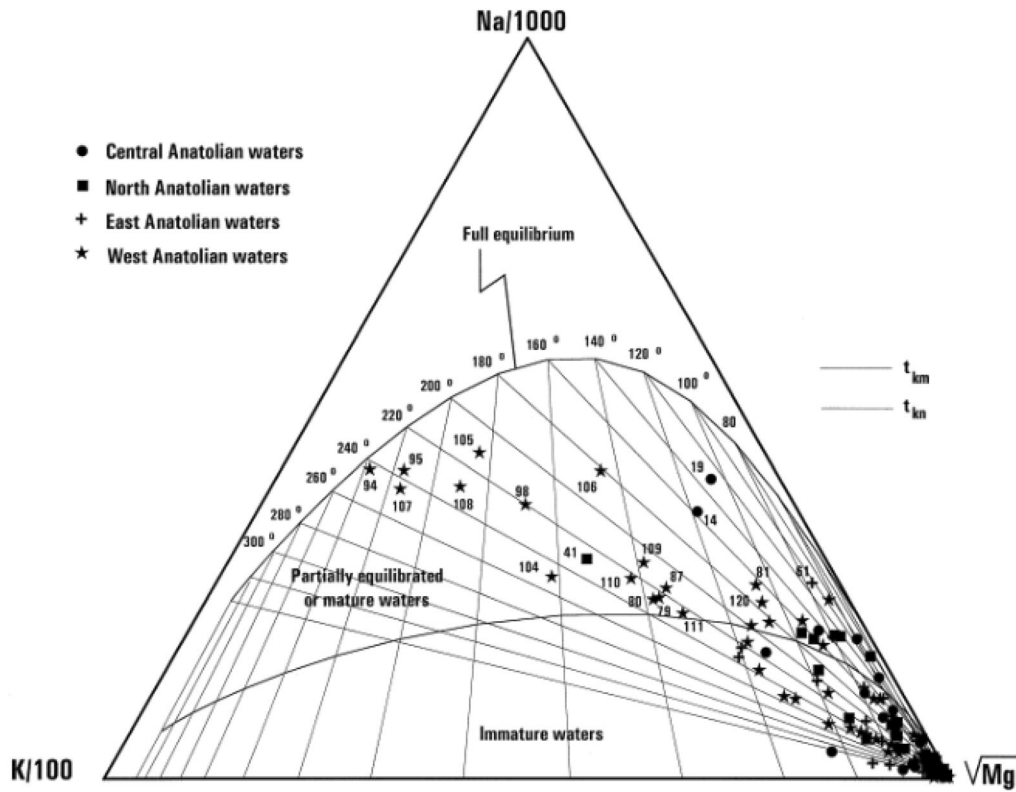 Na/1000
Central Anatolian waters
North Anatolian waters
East Anatolian waters
West Anatolian waters
Full equilibrium
160 °
140 °
120 °
180 °
100 °
200 °
80
220 °
240 °
260 °
280 °
300 °
t km
t kn
105
95
94
107
108
98
106
19
14
41
104
109
110
87
80
79
111
81
120
61
Partially equilibrated
or mature waters
Immature waters
K/100
√Mg